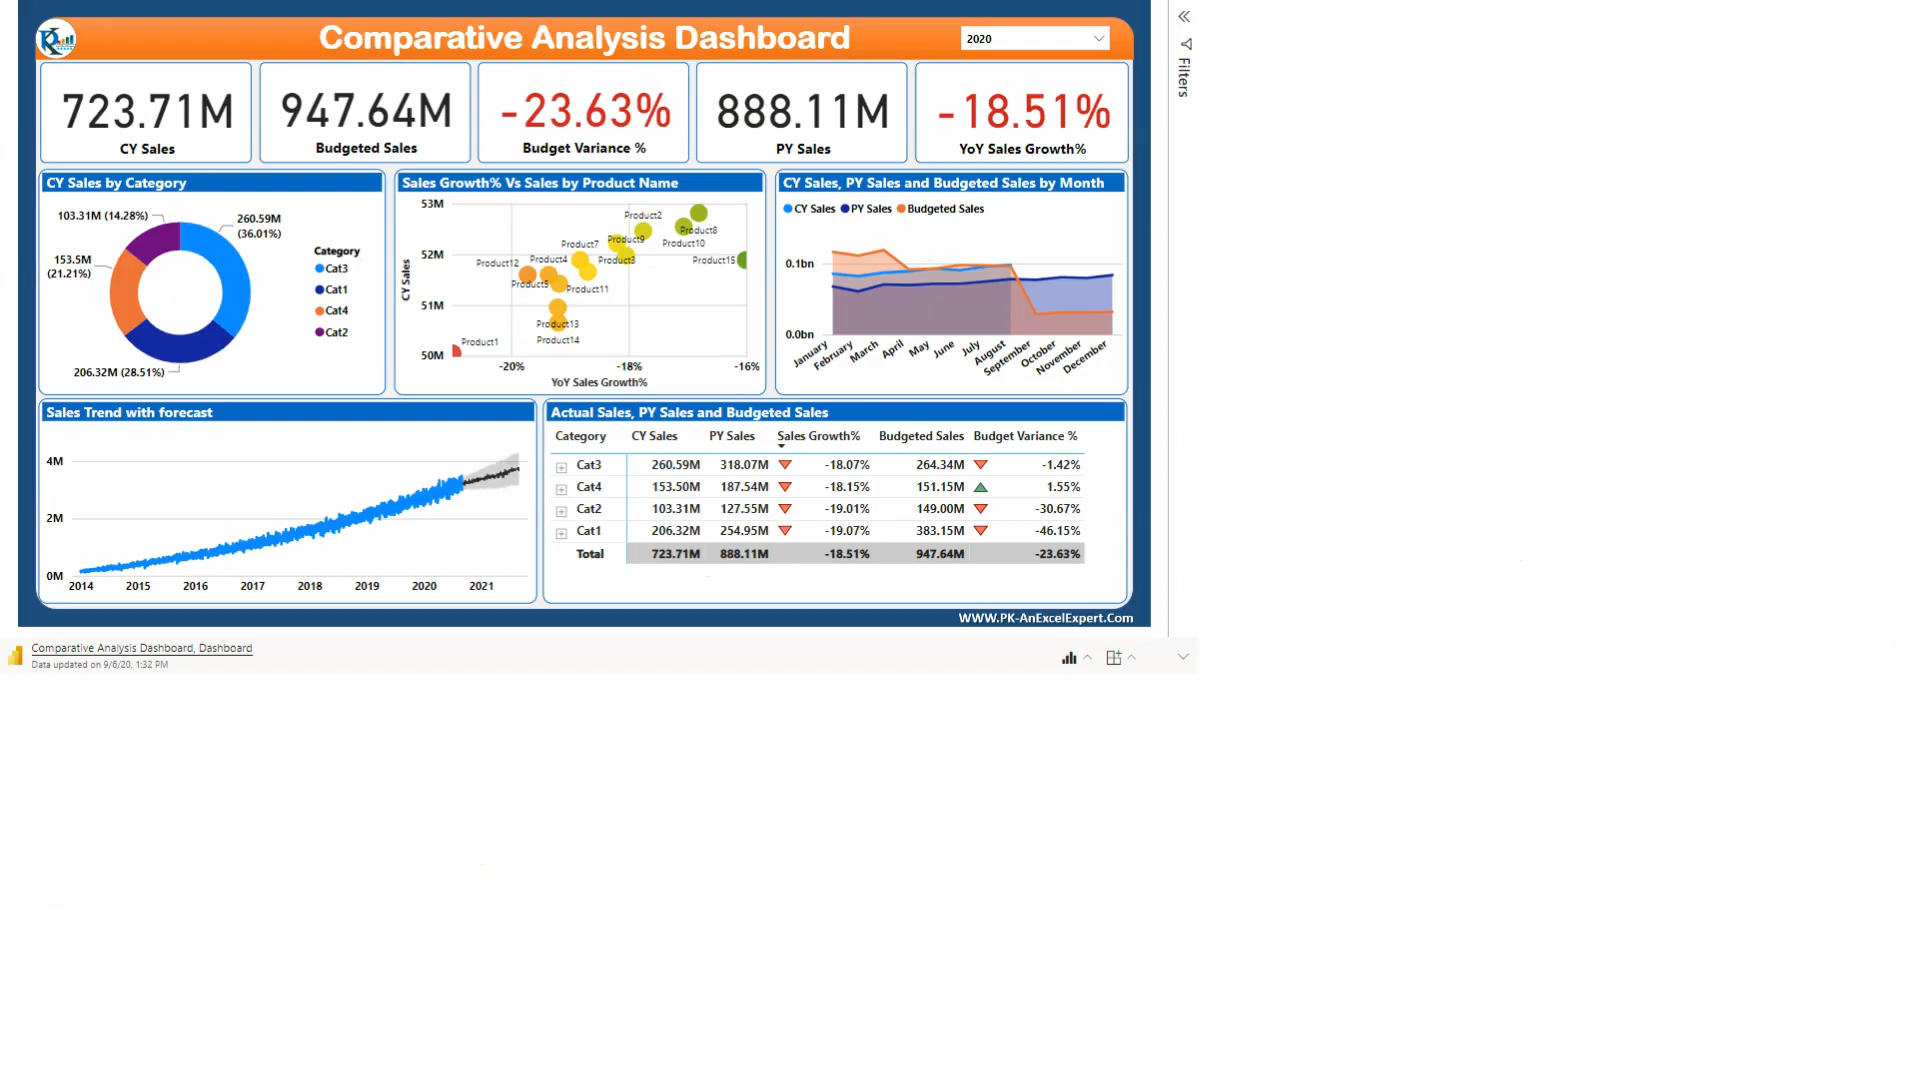 Comparative Analysis Dashboard
2020
Filters
723.71M
CY Sales
947.64M
Budgeted Sales
-23.63%
Budget Variance %
888.11M
PY Sales
-18.51%
YoY Sales Growth%
CY Sales by Category
103.31M (14.28%)
260.59M
(36.01%)
153.5M
(21.21%)
206.32M (28.51%)
Category
Cat3
Cat1
Cat4
Cat2
Sales Growth% Vs Sales by Product Name
53M
52M
51M
50M
CY Sales
Product2
Product8
Product9
Product10
Product7
Product3
Product15
Product12
Product4
Product5
Product11
Product13
Product14
Product1
-20%
-18%
-16%
YoY Sales Growth%
CY Sales, PY Sales and Budgeted Sales by Month
CY Sales PY Sales Budgeted Sales
0.1bn
0.0bn
January
February
March
April
May
June
July
August
September
October
November
December
Sales Trend with forecast
4M
2M
0M
2014 2015 2016 2017 2018 2019 2020 2021
Actual Sales, PY Sales and Budgeted Sales
Category CY Sales PY Sales Sales Growth% Budgeted Sales Budget Variance %
Cat3 260.59M 318.07M -18.07% 264.34M -1.42%
Cat4 153.50M 187.54M -18.15% 151.15M 1.55%
Cat2 103.31M 127.55M -19.01% 149.00M -30.67%
Cat1 206.32M 254.95M -19.07% 383.15M -46.15%
Total 723.71M 888.11M -18.51% 947.64M -23.63%
WWW.PK-AnExcelExpert.Com
Comparative Analysis Dashboard, Dashboard
Data updated on 9/6/20, 1:32 PM